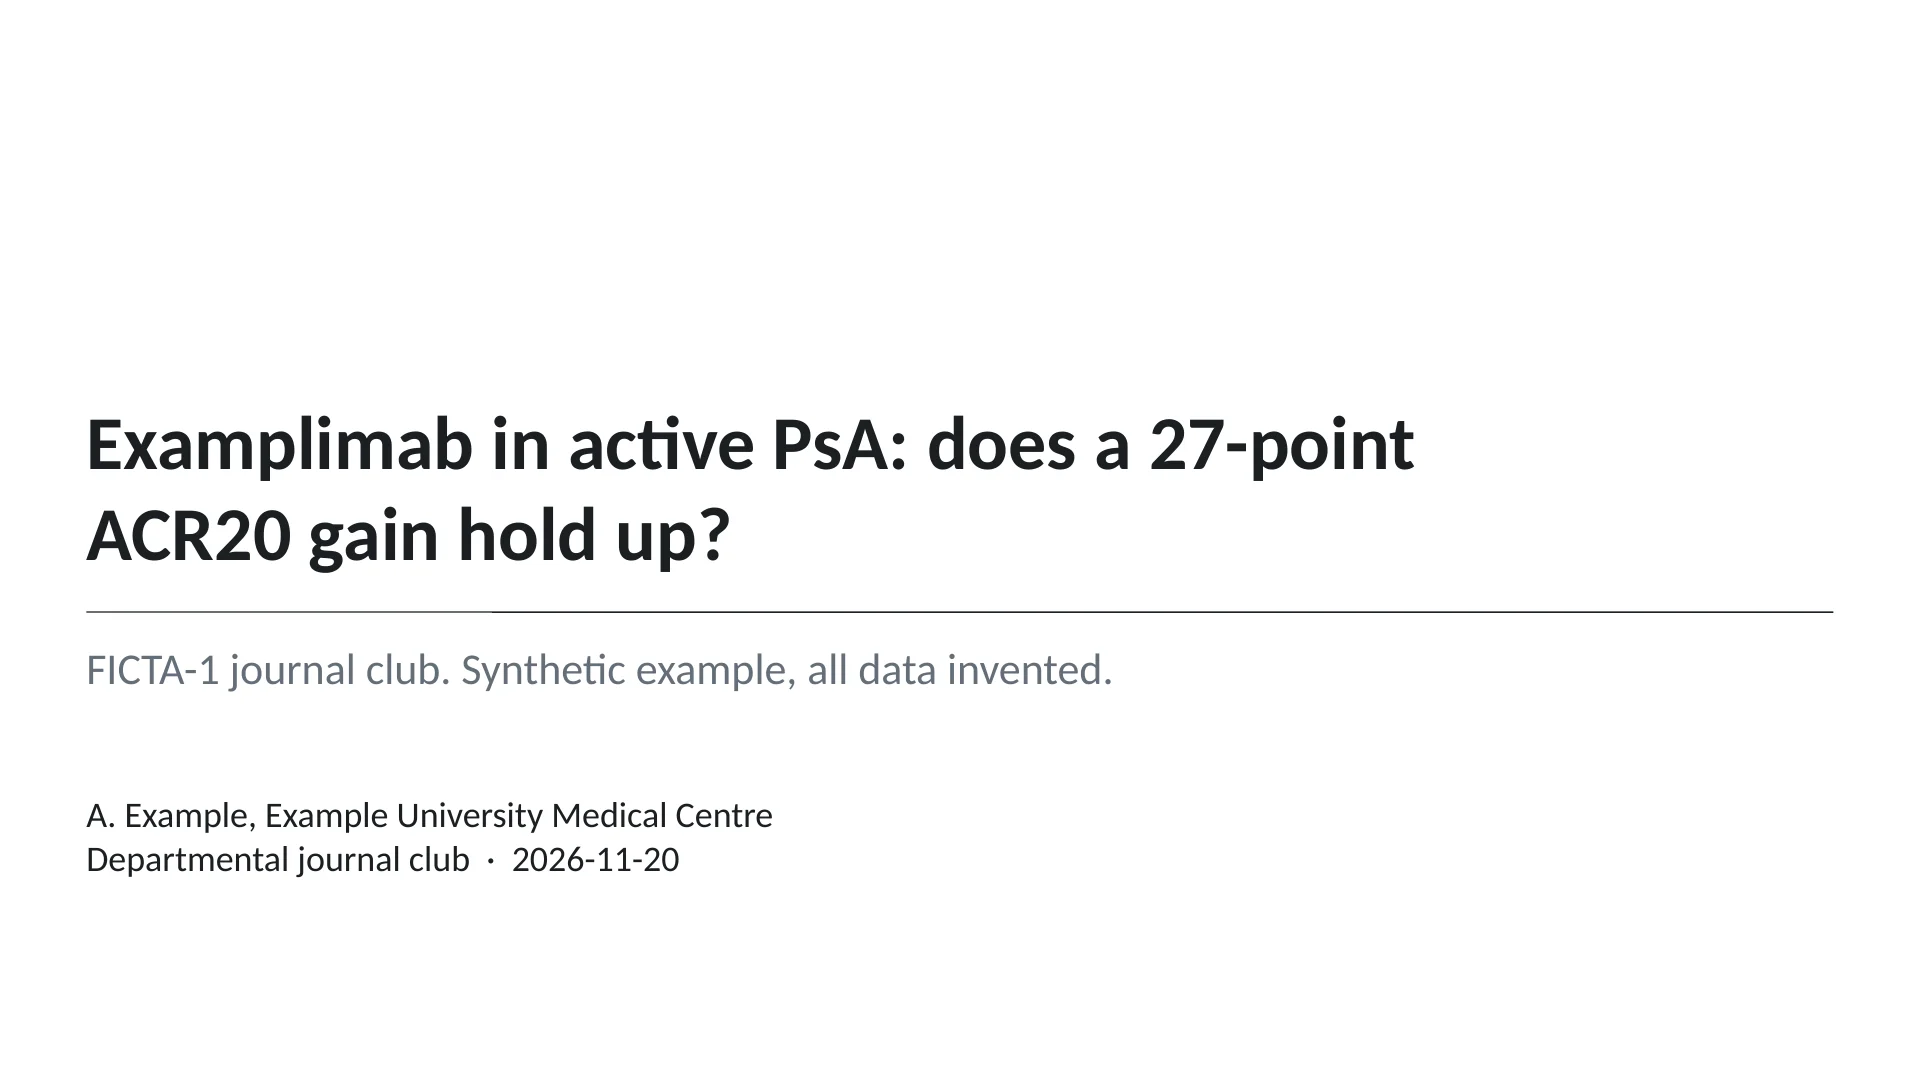 Examplimab in active PsA: does a 27-point
ACR20 gain hold up?
FICTA-1 journal club. Synthetic example, all data invented.
A. Example, Example University Medical Centre
Departmental journal club · 2026-11-20